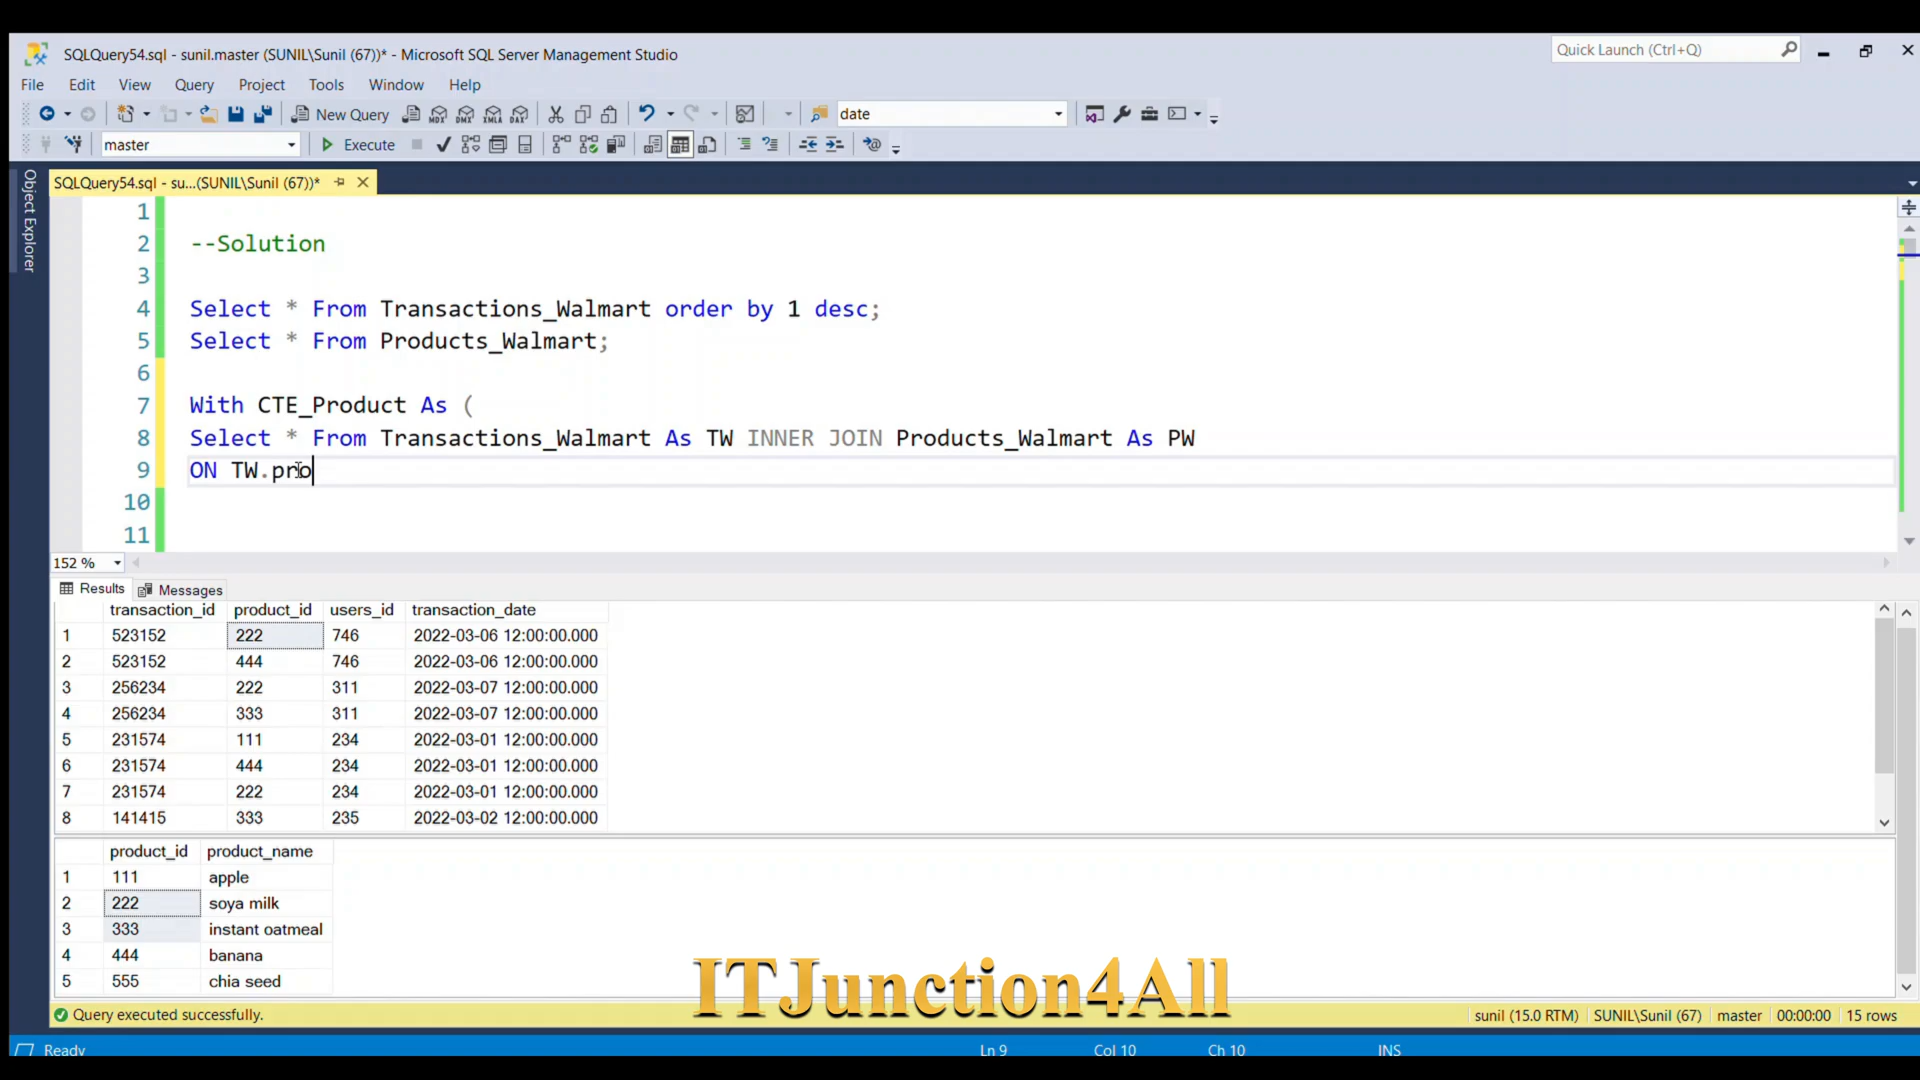 SQLQuery54.sql - sunil.master (SUNIL\Sunil (67))* - Microsoft SQL Server Management Studio
Quick Launch (Ctrl+Q)
File Edit View Query Project Tools Window Help
New Query MDX DMX XMLA DAX date
master Execute
Object Explorer
SQLQuery54.sql - su...(SUNIL\Sunil (67))*
1
2 --Solution
3
4 Select * From Transactions_Walmart order by 1 desc;
5 Select * From Products_Walmart;
6
7 With CTE_Product As (
8 Select * From Transactions_Walmart As TW INNER JOIN Products_Walmart As PW
9 ON TW.pro
10
11
152 %
Results Messages
transaction_id product_id users_id transaction_date
1 523152 222 746 2022-03-06 12:00:00.000
2 523152 444 746 2022-03-06 12:00:00.000
3 256234 222 311 2022-03-07 12:00:00.000
4 256234 333 311 2022-03-07 12:00:00.000
5 231574 111 234 2022-03-01 12:00:00.000
6 231574 444 234 2022-03-01 12:00:00.000
7 231574 222 234 2022-03-01 12:00:00.000
8 141415 333 235 2022-03-02 12:00:00.000
product_id product_name
1 111 apple
2 222 soya milk
3 333 instant oatmeal
4 444 banana
5 555 chia seed
ITJunction4All
Query executed successfully. sunil (15.0 RTM) SUNIL\Sunil (67) master 00:00:00 15 rows
Ready Ln 9 Col 10 Ch 10 INS